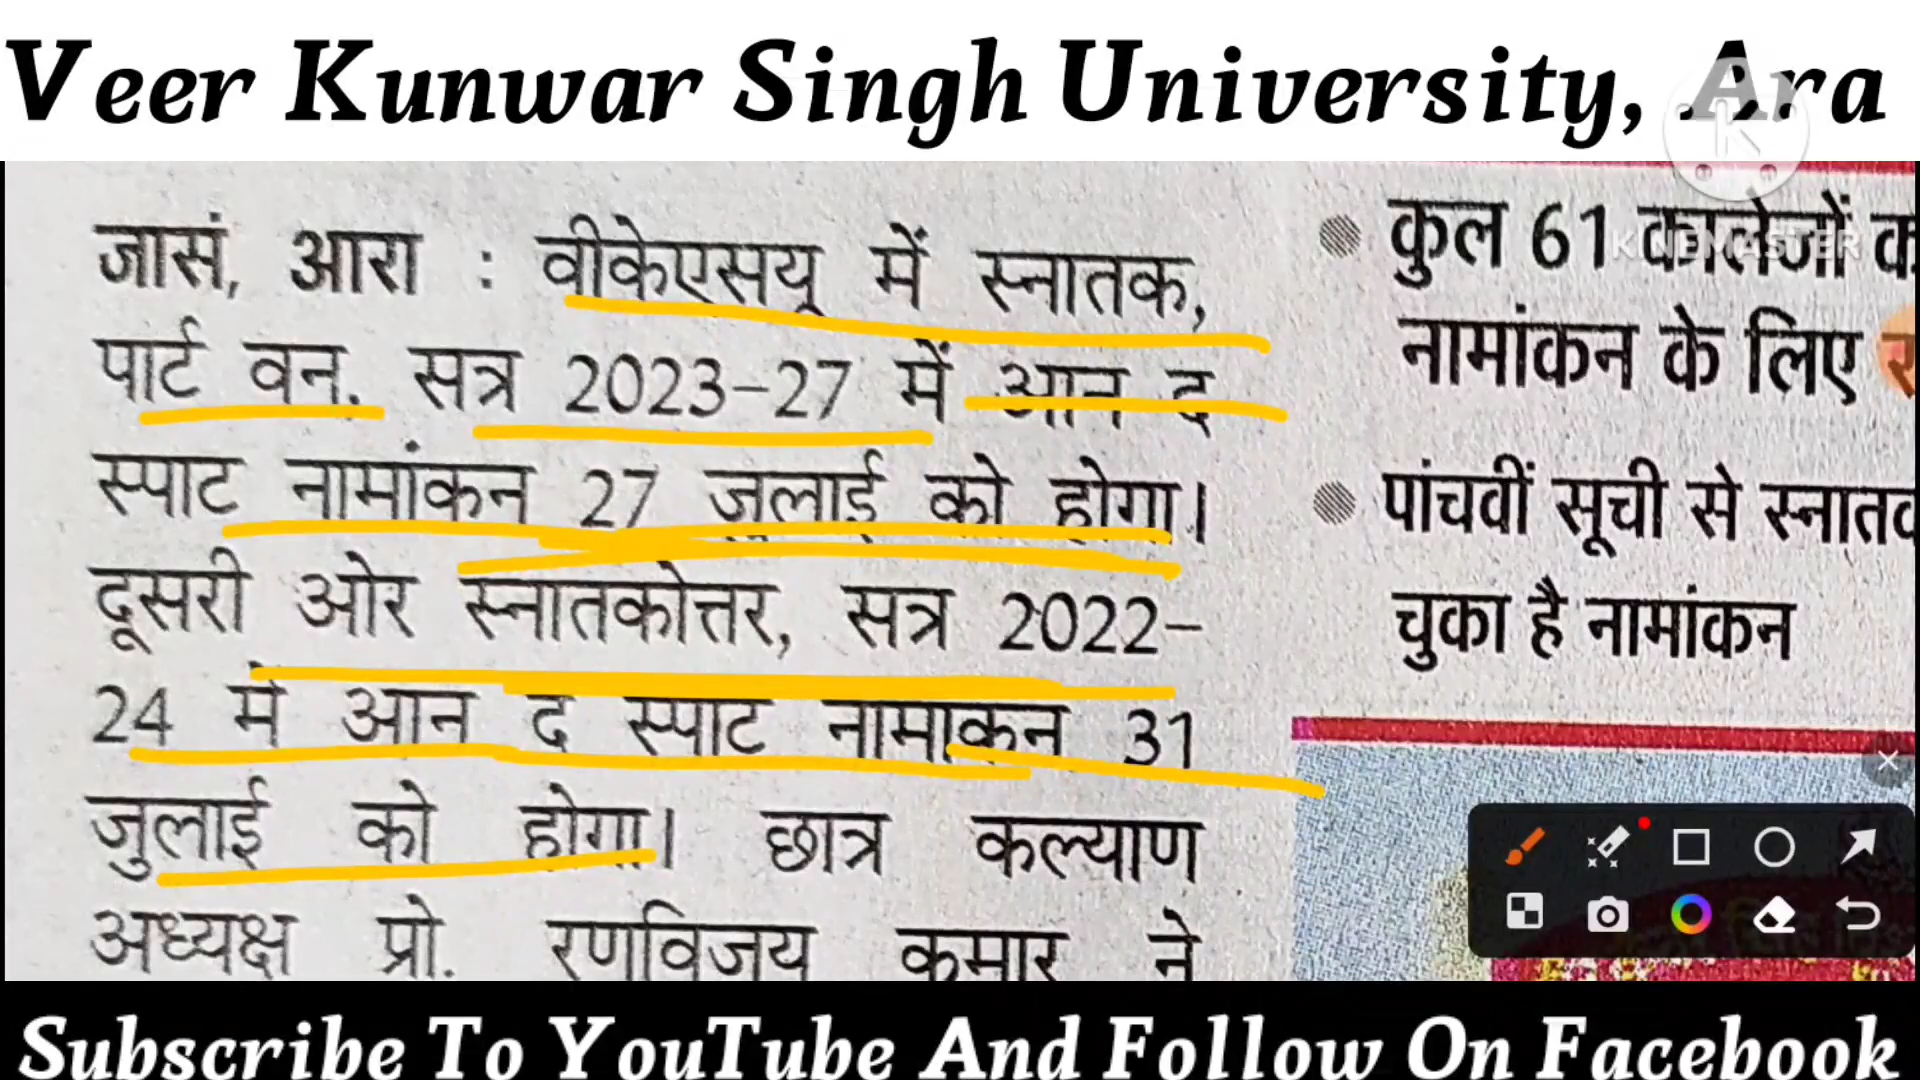 Veer Kunwar Singh University, Ara
K
KINEMASTER
जासं, आरा : वीकेएसयू में स्नातक,
पार्ट वन. सत्र 2023-27 में आन द
स्पाट नामांकन 27 जुलाई को होगा।
दूसरी ओर स्नातकोत्तर, सत्र 2022-
24 में आन द स्पाट नामांकन 31
जुलाई को होगा। छात्र कल्याण
अध्यक्ष प्रो. रणविजय कुमार ने
कुल 61 कालेजों
नामांकन के लिए
पांचवीं सूची से
चुका है नामांकन
Subscribe To YouTube And Follow On Facebook